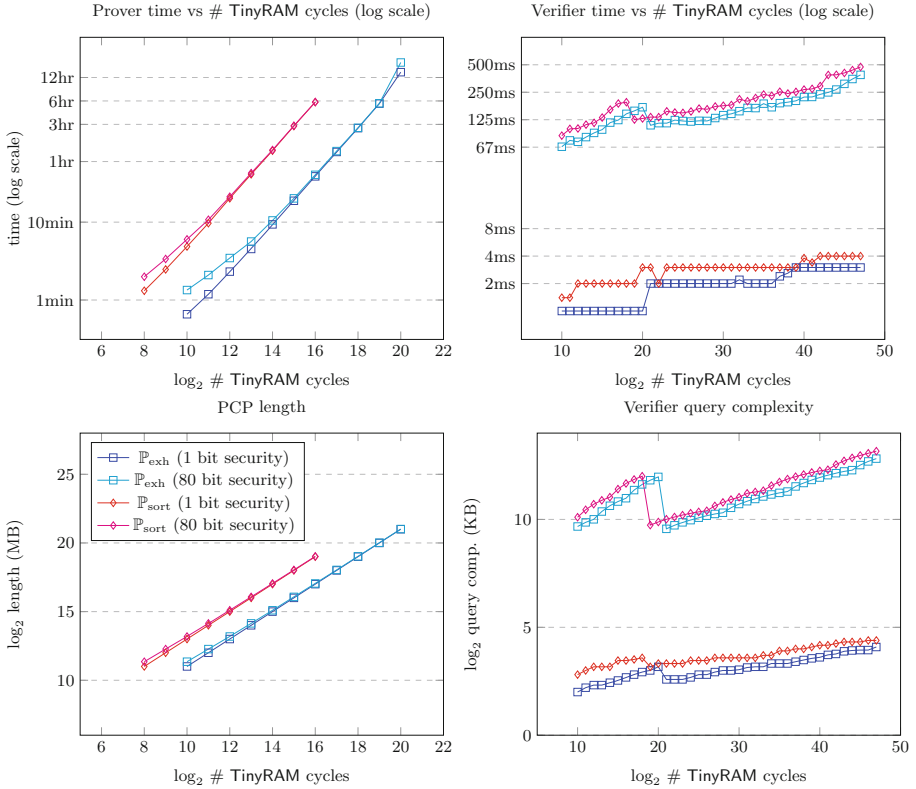 Prover time vs # TinyRAM cycles (log scale)
time (log scale)
12hr
6hr
3hr
1hr
10min
1min
6 8 10 12 14 16 18 20 22
log₂ # TinyRAM cycles
Verifier time vs # TinyRAM cycles (log scale)
500ms
250ms
125ms
67ms
8ms
4ms
2ms
10 20 30 40 50
log₂ # TinyRAM cycles
PCP length
log₂ length (MB)
25
20
15
10
ℙexh (1 bit security)
ℙexh (80 bit security)
ℙsort (1 bit security)
ℙsort (80 bit security)
6 8 10 12 14 16 18 20 22
log₂ # TinyRAM cycles
Verifier query complexity
log₂ query comp. (KB)
10
5
0
10 20 30 40 50
log₂ # TinyRAM cycles